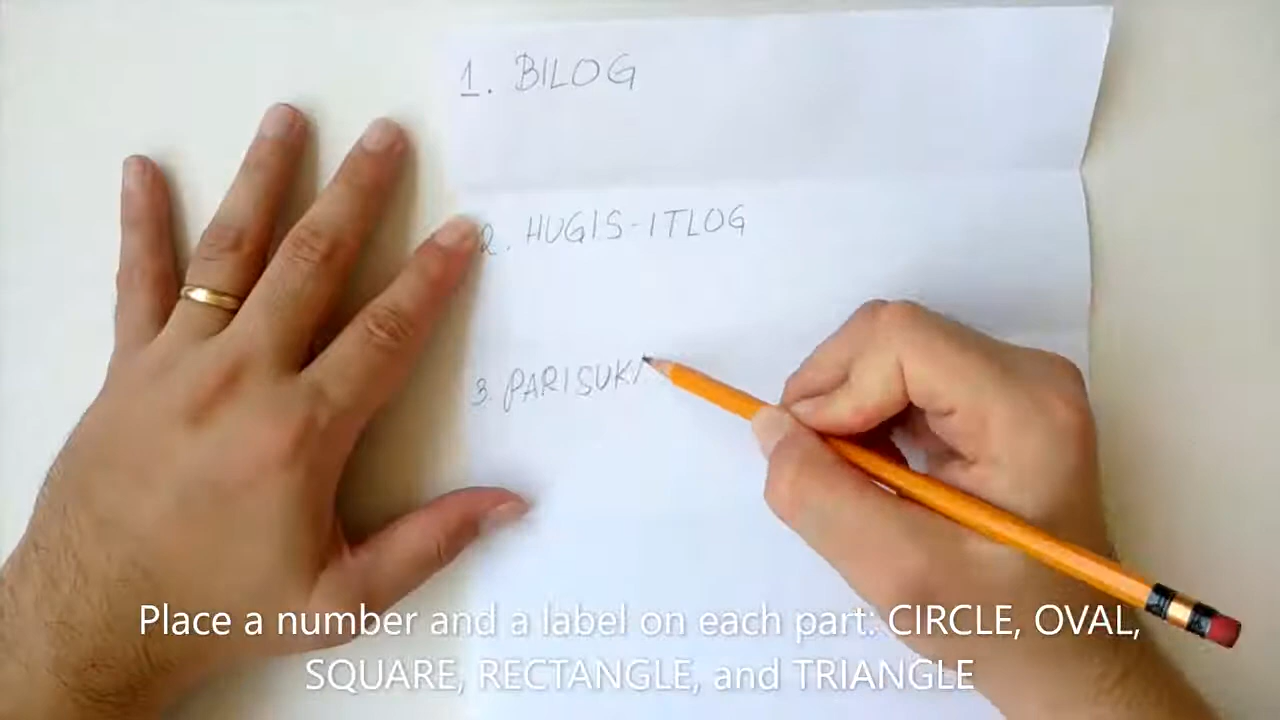 1. BILOG
2. HUGIS-ITLOG
3. PARISUK
Place a number and a label on each part: CIRCLE, OVAL,
SQUARE, RECTANGLE, and TRIANGLE